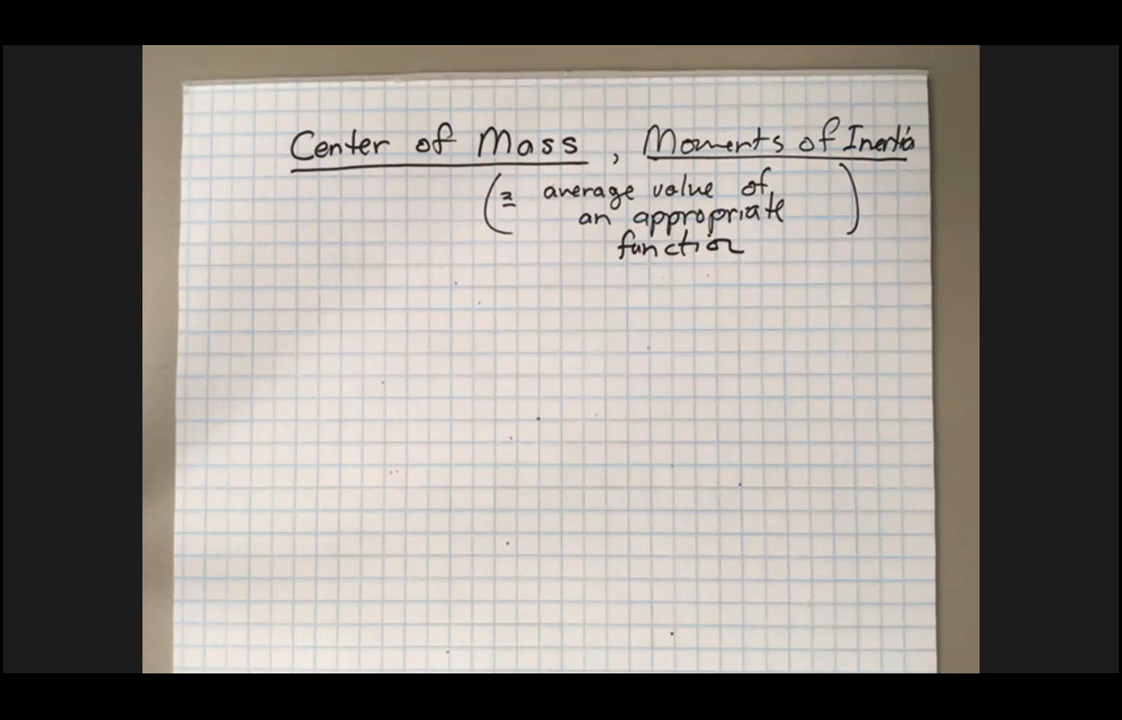 Center of Mass , Moments of Inertia
( = average value of )
an appropriate
function